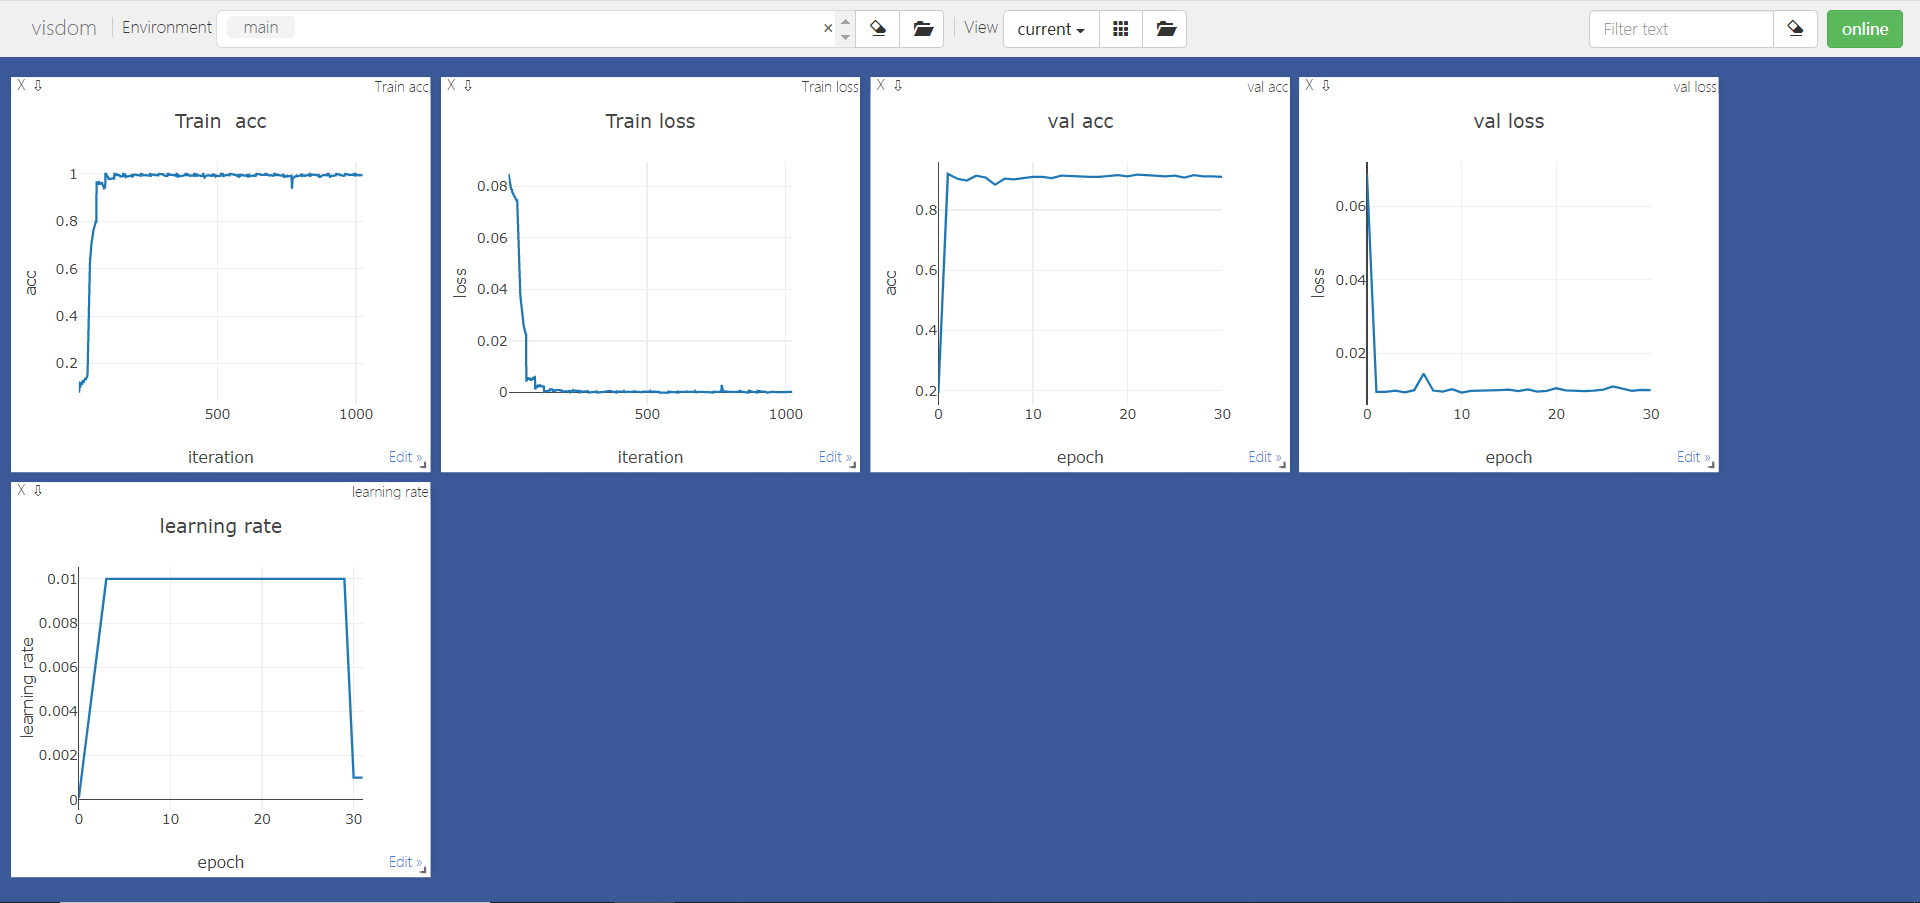 visdom Environment main × View current Filter text online
X ⇩ Train acc
Train  acc
acc
1
0.8
0.6
0.4
0.2
500 1000
iteration
Edit »
X ⇩ Train loss
Train loss
loss
0.08
0.06
0.04
0.02
0
500 1000
iteration
Edit »
X ⇩ val acc
val acc
acc
0.8
0.6
0.4
0.2
0 10 20 30
epoch
Edit »
X ⇩ val loss
val loss
loss
0.06
0.04
0.02
0 10 20 30
epoch
Edit »
X ⇩ learning rate
learning rate
learning rate
0.01
0.008
0.006
0.004
0.002
0
0 10 20 30
epoch
Edit »